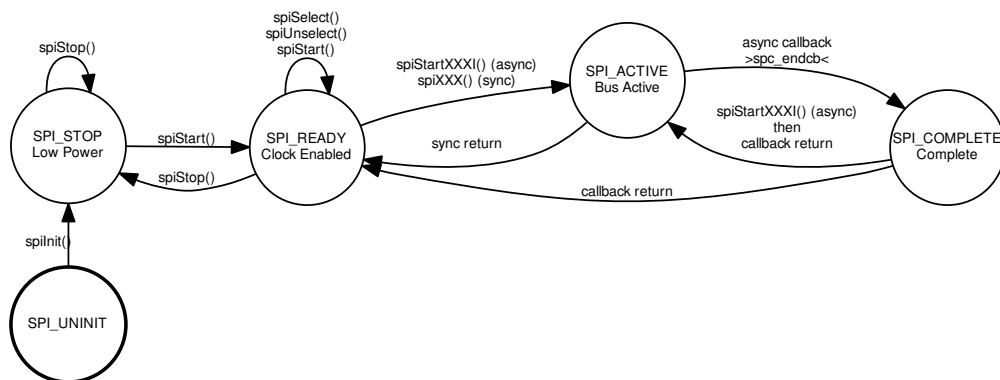 spiStop()
SPI_STOP
Low Power
spiInit()
SPI_UNINIT
spiStart()
spiStop()
spiSelect()
spiUnselect()
spiStart()
SPI_READY
Clock Enabled
spiStartXXXI() (async)
spiXXX() (sync)
sync return
SPI_ACTIVE
Bus Active
async callback
>spc_endcb<
spiStartXXXI() (async)
then
callback return
callback return
SPI_COMPLETE
Complete